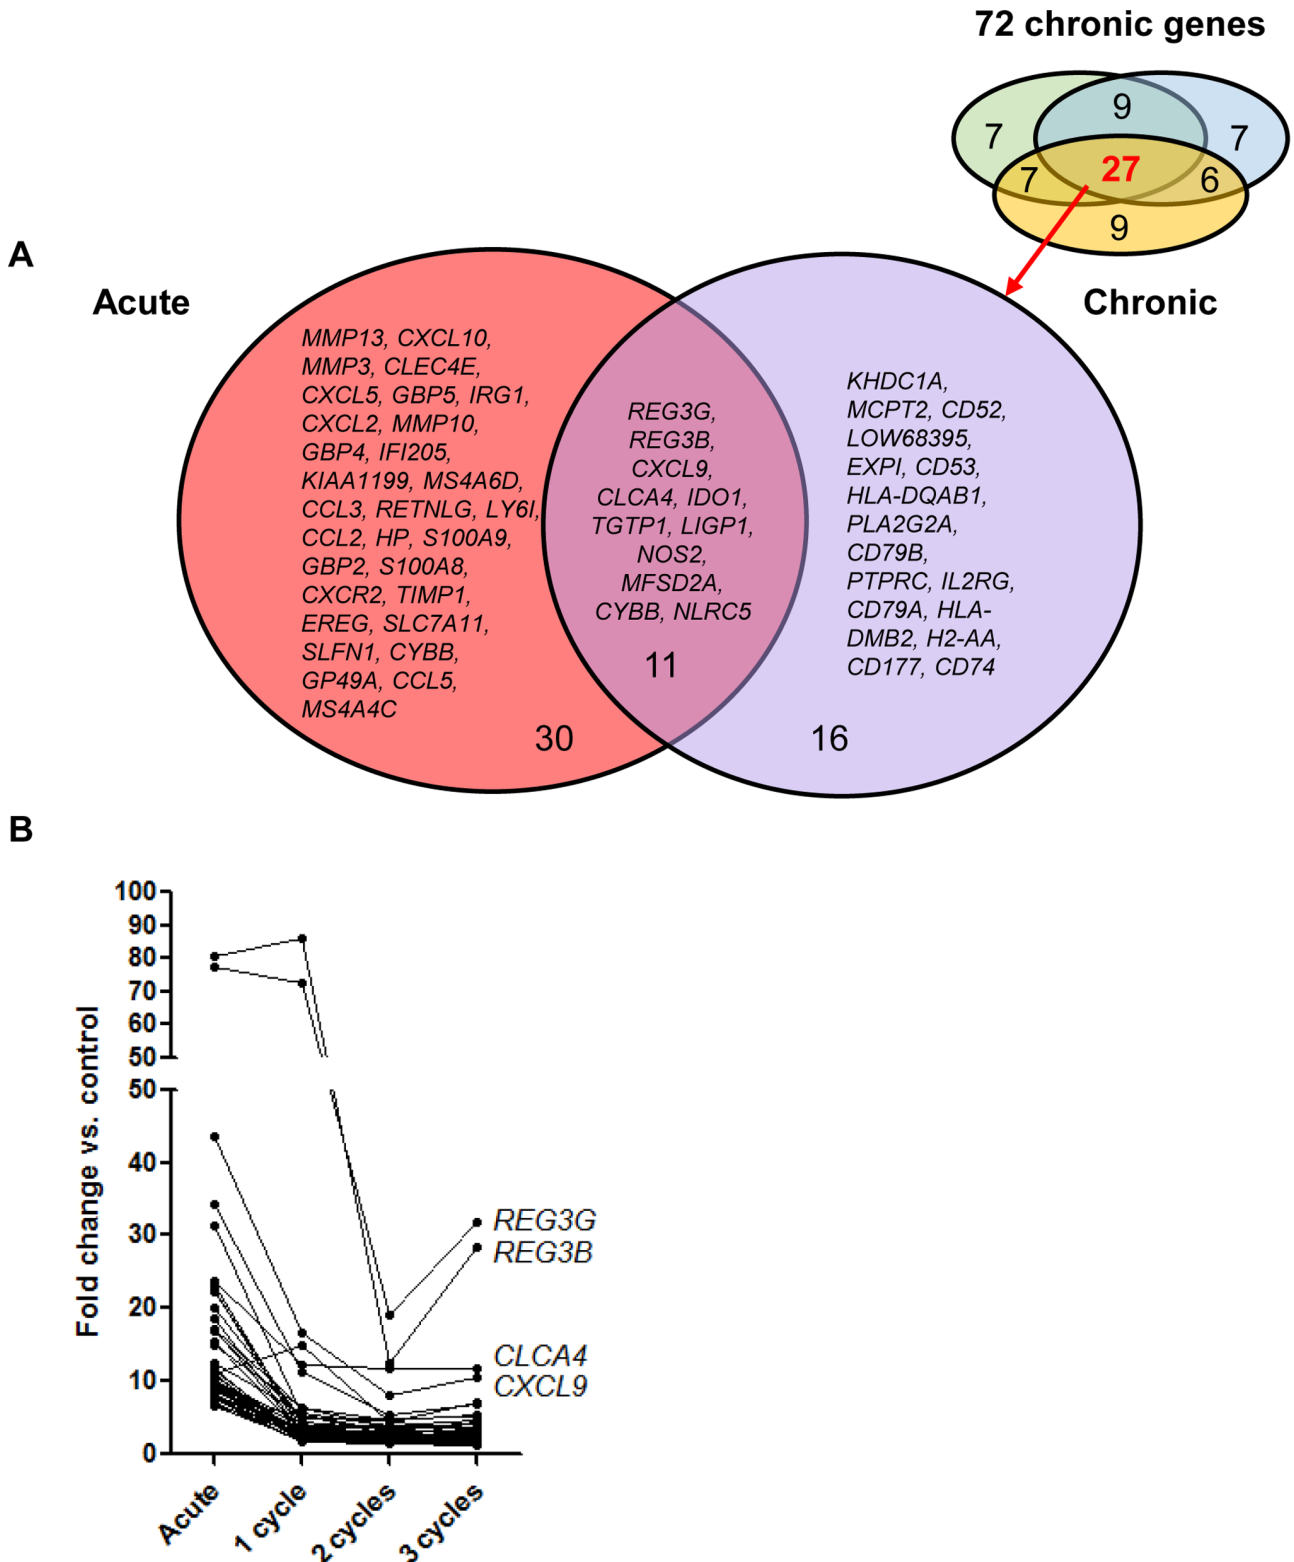 72 chronic genes
9
7
7
27
7
6
9
A
Acute
Chronic
MMP13, CXCL10,
MMP3, CLEC4E,
CXCL5, GBP5, IRG1,
CXCL2, MMP10,
GBP4, IFI205,
KIAA1199, MS4A6D,
CCL3, RETNLG, LY6I,
CCL2, HP, S100A9,
GBP2, S100A8,
CXCR2, TIMP1,
EREG, SLC7A11,
SLFN1, CYBB,
GP49A, CCL5,
MS4A4C
30
REG3G,
REG3B,
CXCL9,
CLCA4, IDO1,
TGTP1, LIGP1,
NOS2,
MFSD2A,
CYBB, NLRC5
11
KHDC1A,
MCPT2, CD52,
LOW68395,
EXPI, CD53,
HLA-DQAB1,
PLA2G2A,
CD79B,
PTPRC, IL2RG,
CD79A, HLA-
DMB2, H2-AA,
CD177, CD74
16
B
Fold change vs. control
100
90
80
70
60
50
50
40
30
20
10
0
REG3G
REG3B
CLCA4
CXCL9
Acute
1 cycle
2 cycles
3 cycles